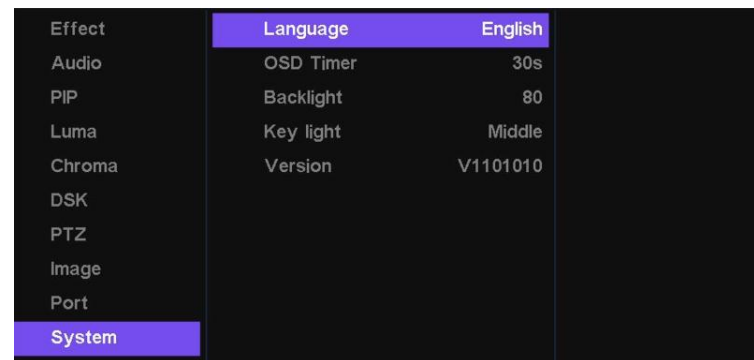 Effect
Audio
PIP
Luma
Chroma
DSK
PTZ
Image
Port
System
Language English
OSD Timer 30s
Backlight 80
Key light Middle
Version V1101010